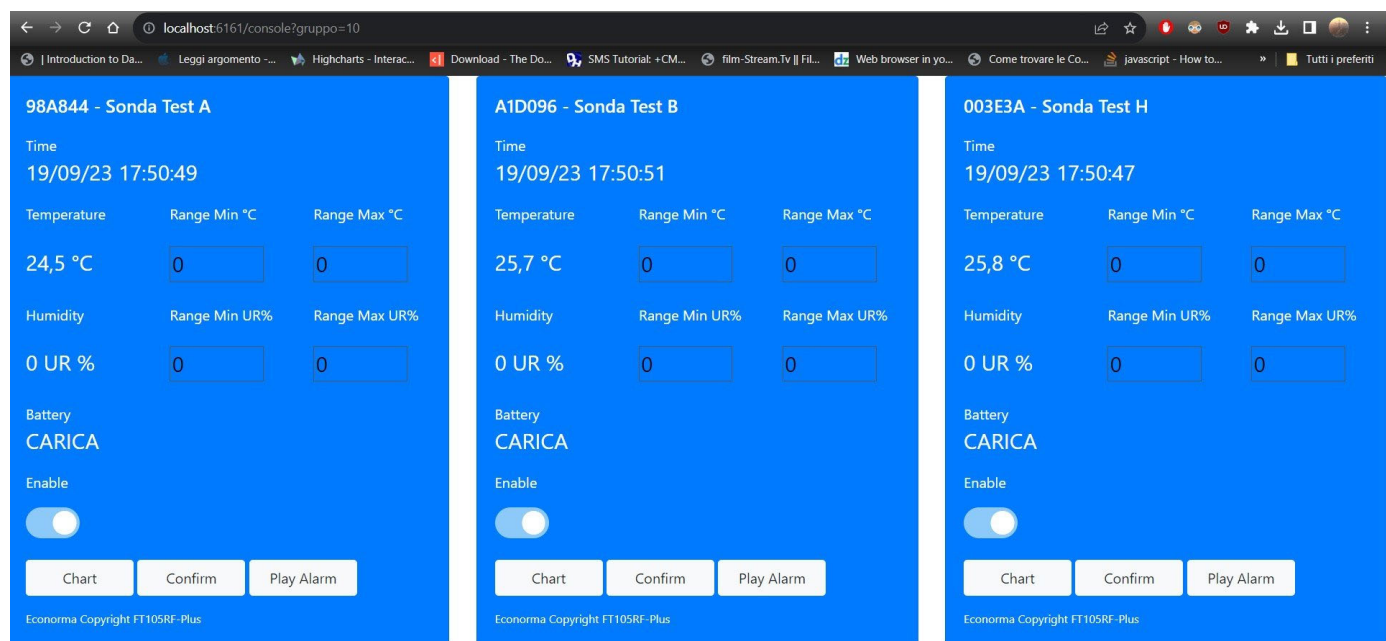 localhost:6161/console?gruppo=10
| Introduction to Da...
Leggi argomento -...
Highcharts - Interac...
Download - The Do...
SMS Tutorial: +CM...
film-Stream.Tv || Fil...
Web browser in yo...
Come trovare le Co...
javascript - How to...
»
Tutti i preferiti
98A844 - Sonda Test A
Time
19/09/23 17:50:49
Temperature Range Min °C Range Max °C
24,5 °C 0 0
Humidity Range Min UR% Range Max UR%
0 UR % 0 0
Battery
CARICA
Enable
Chart Confirm Play Alarm
Econorma Copyright FT105RF-Plus
A1D096 - Sonda Test B
Time
19/09/23 17:50:51
Temperature Range Min °C Range Max °C
25,7 °C 0 0
Humidity Range Min UR% Range Max UR%
0 UR % 0 0
Battery
CARICA
Enable
Chart Confirm Play Alarm
Econorma Copyright FT105RF-Plus
003E3A - Sonda Test H
Time
19/09/23 17:50:47
Temperature Range Min °C Range Max °C
25,8 °C 0 0
Humidity Range Min UR% Range Max UR%
0 UR % 0 0
Battery
CARICA
Enable
Chart Confirm Play Alarm
Econorma Copyright FT105RF-Plus